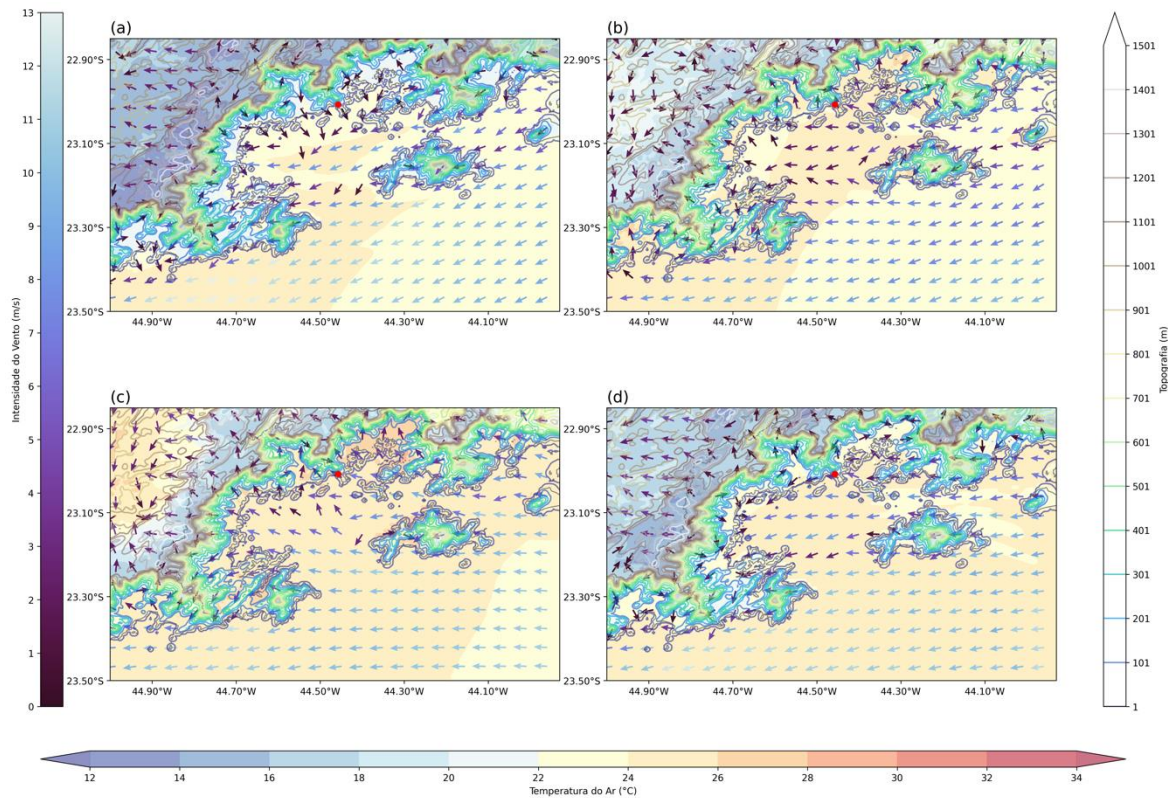 (a)
(b)
13
12
11
10
9
8
7
6
5
4
3
2
1
0
Intensidade do Vento (m/s)
22.90°S
23.10°S
23.30°S
23.50°S
44.90°W
44.70°W
44.50°W
44.30°W
44.10°W
22.90°S
23.10°S
23.30°S
23.50°S
44.90°W
44.70°W
44.50°W
44.30°W
44.10°W
1501
1401
1301
1201
1101
1001
901
801
701
601
501
401
301
201
101
1
Topografia (m)
(c)
(d)
22.90°S
23.10°S
23.30°S
23.50°S
44.90°W
44.70°W
44.50°W
44.30°W
44.10°W
22.90°S
23.10°S
23.30°S
23.50°S
44.90°W
44.70°W
44.50°W
44.30°W
44.10°W
12
14
16
18
20
22
24
26
28
30
32
34
Temperatura do Ar (°C)